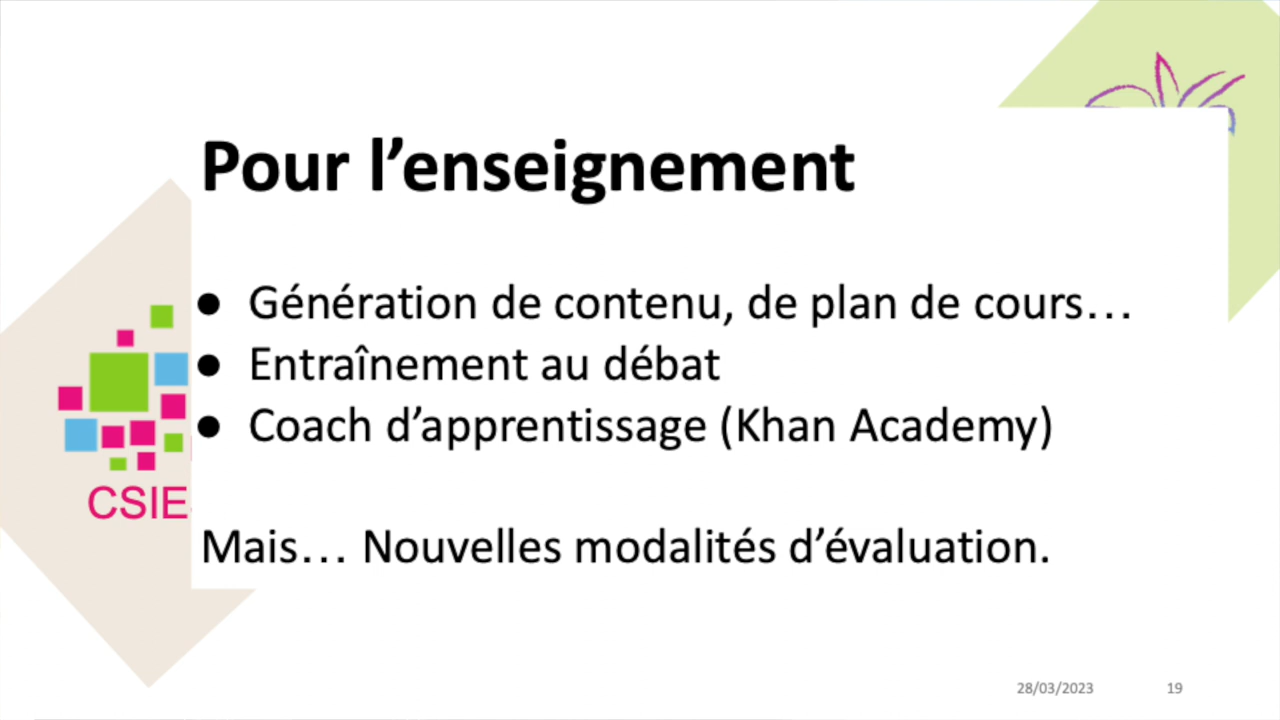 Pour l’enseignement
● Génération de contenu, de plan de cours…
● Entraînement au débat
● Coach d’apprentissage (Khan Academy)
CSIE
Mais… Nouvelles modalités d’évaluation.
28/03/2023
19